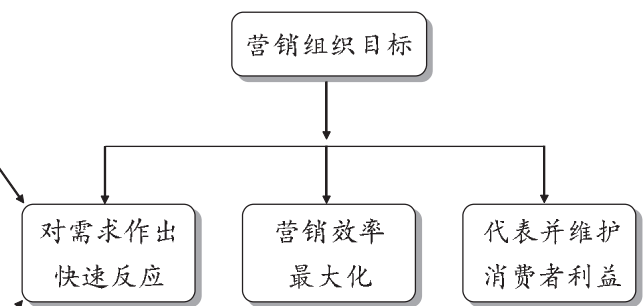 营销组织目标
对需求作出
快速反应
营销效率
最大化
代表并维护
消费者利益